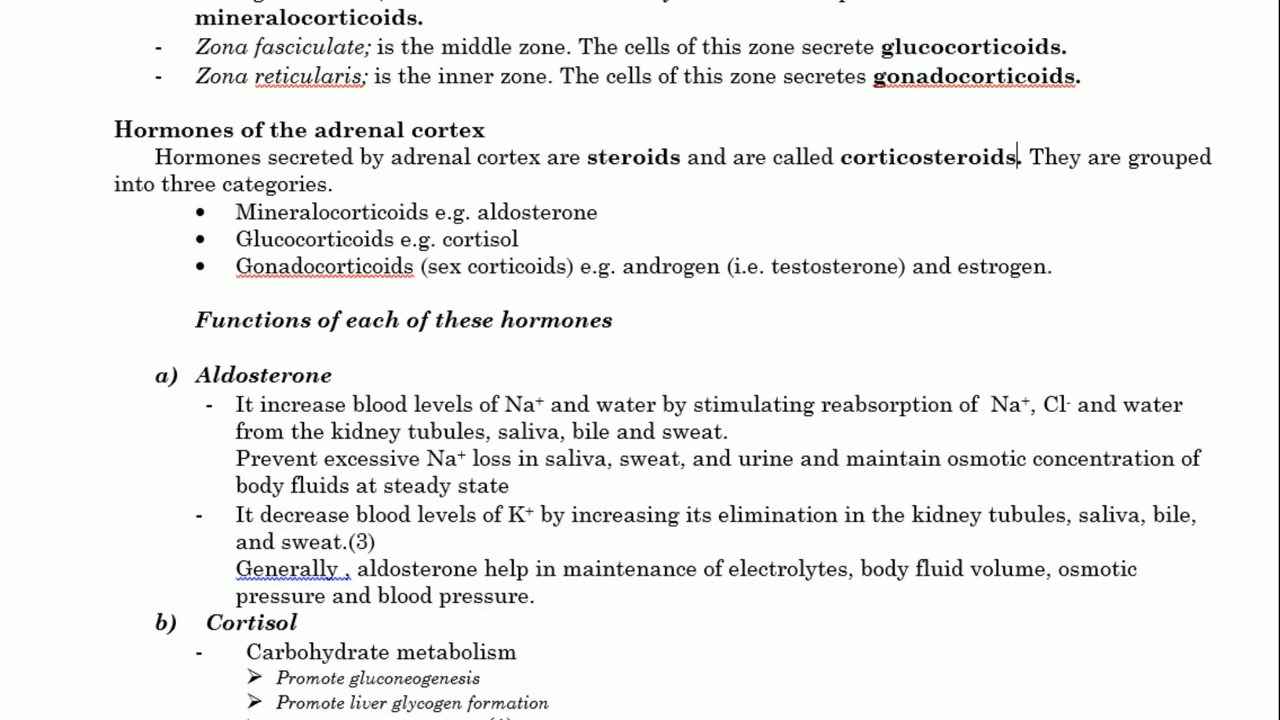 mineralocorticoids.
- Zona fasciculate; is the middle zone. The cells of this zone secrete glucocorticoids.
- Zona reticularis; is the inner zone. The cells of this zone secretes gonadocorticoids.
Hormones of the adrenal cortex
Hormones secreted by adrenal cortex are steroids and are called corticosteroids. They are grouped
into three categories.
• Mineralocorticoids e.g. aldosterone
• Glucocorticoids e.g. cortisol
• Gonadocorticoids (sex corticoids) e.g. androgen (i.e. testosterone) and estrogen.
Functions of each of these hormones
a) Aldosterone
- It increase blood levels of Na⁺ and water by stimulating reabsorption of Na⁺, Cl⁻ and water
from the kidney tubules, saliva, bile and sweat.
Prevent excessive Na⁺ loss in saliva, sweat, and urine and maintain osmotic concentration of
body fluids at steady state
- It decrease blood levels of K⁺ by increasing its elimination in the kidney tubules, saliva, bile,
and sweat.(3)
Generally , aldosterone help in maintenance of electrolytes, body fluid volume, osmotic
pressure and blood pressure.
b) Cortisol
- Carbohydrate metabolism
➢ Promote gluconeogenesis
➢ Promote liver glycogen formation